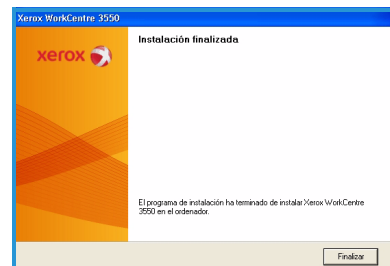 Xerox WorkCentre 3550
Instalación finalizada
xerox
El programa de instalación ha terminado de instalar Xerox WorkCentre
3550 en el ordenador.
Finalizar